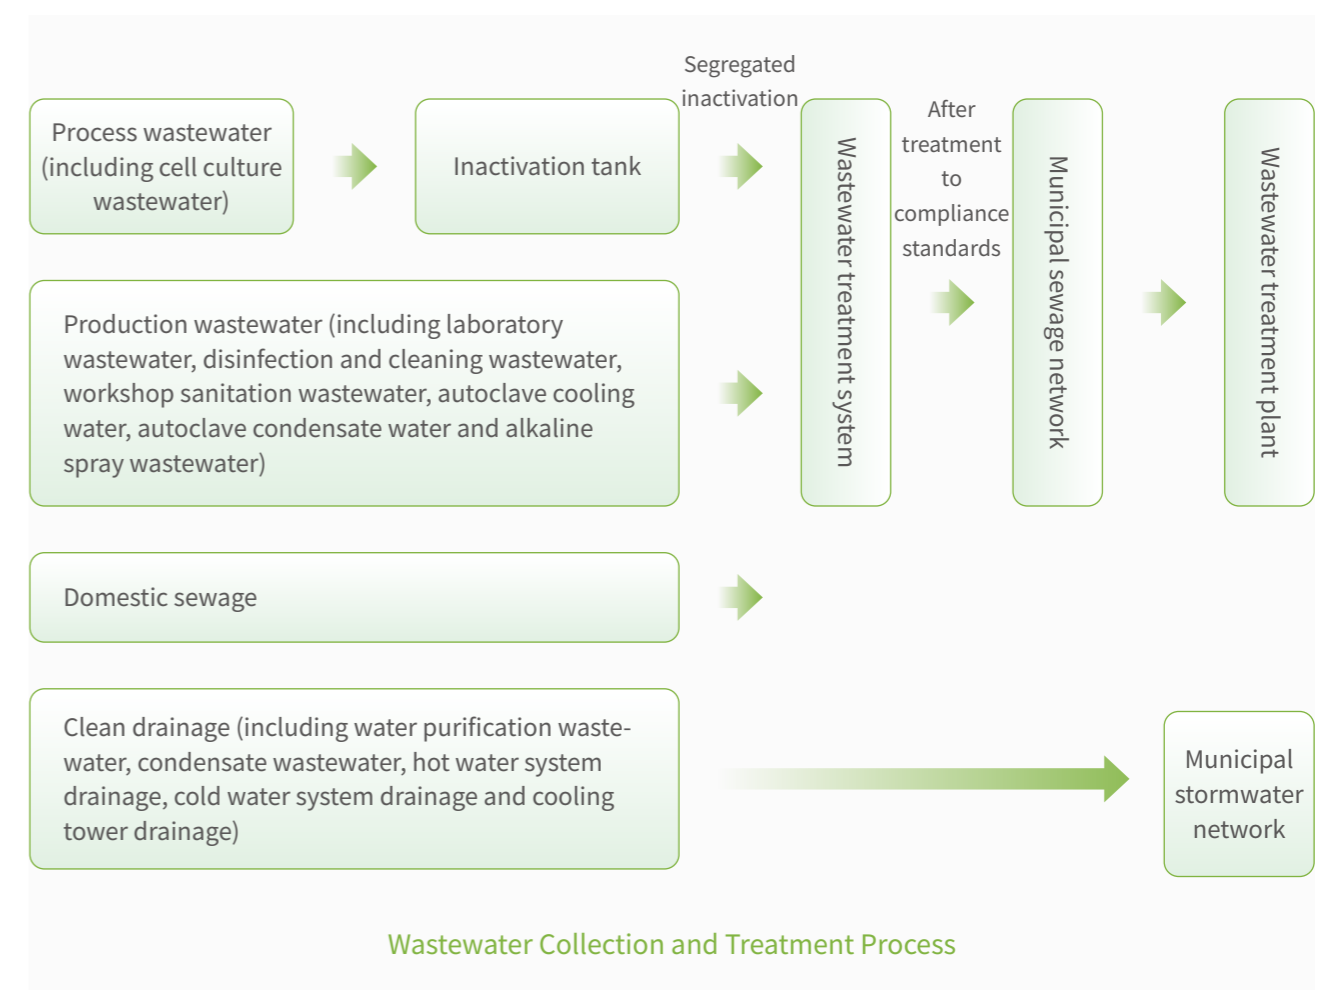 Process wastewater
(including cell culture
wastewater)
Inactivation tank
Segregated
inactivation
Wastewater treatment system
After
treatment
to
compliance
standards
Municipal sewage network
Wastewater treatment plant
Production wastewater (including laboratory
wastewater, disinfection and cleaning wastewater,
workshop sanitation wastewater, autoclave cooling
water, autoclave condensate water and alkaline
spray wastewater)
Domestic sewage
Clean drainage (including water purification waste-
water, condensate wastewater, hot water system
drainage, cold water system drainage and cooling
tower drainage)
Municipal
stormwater
network
Wastewater Collection and Treatment Process